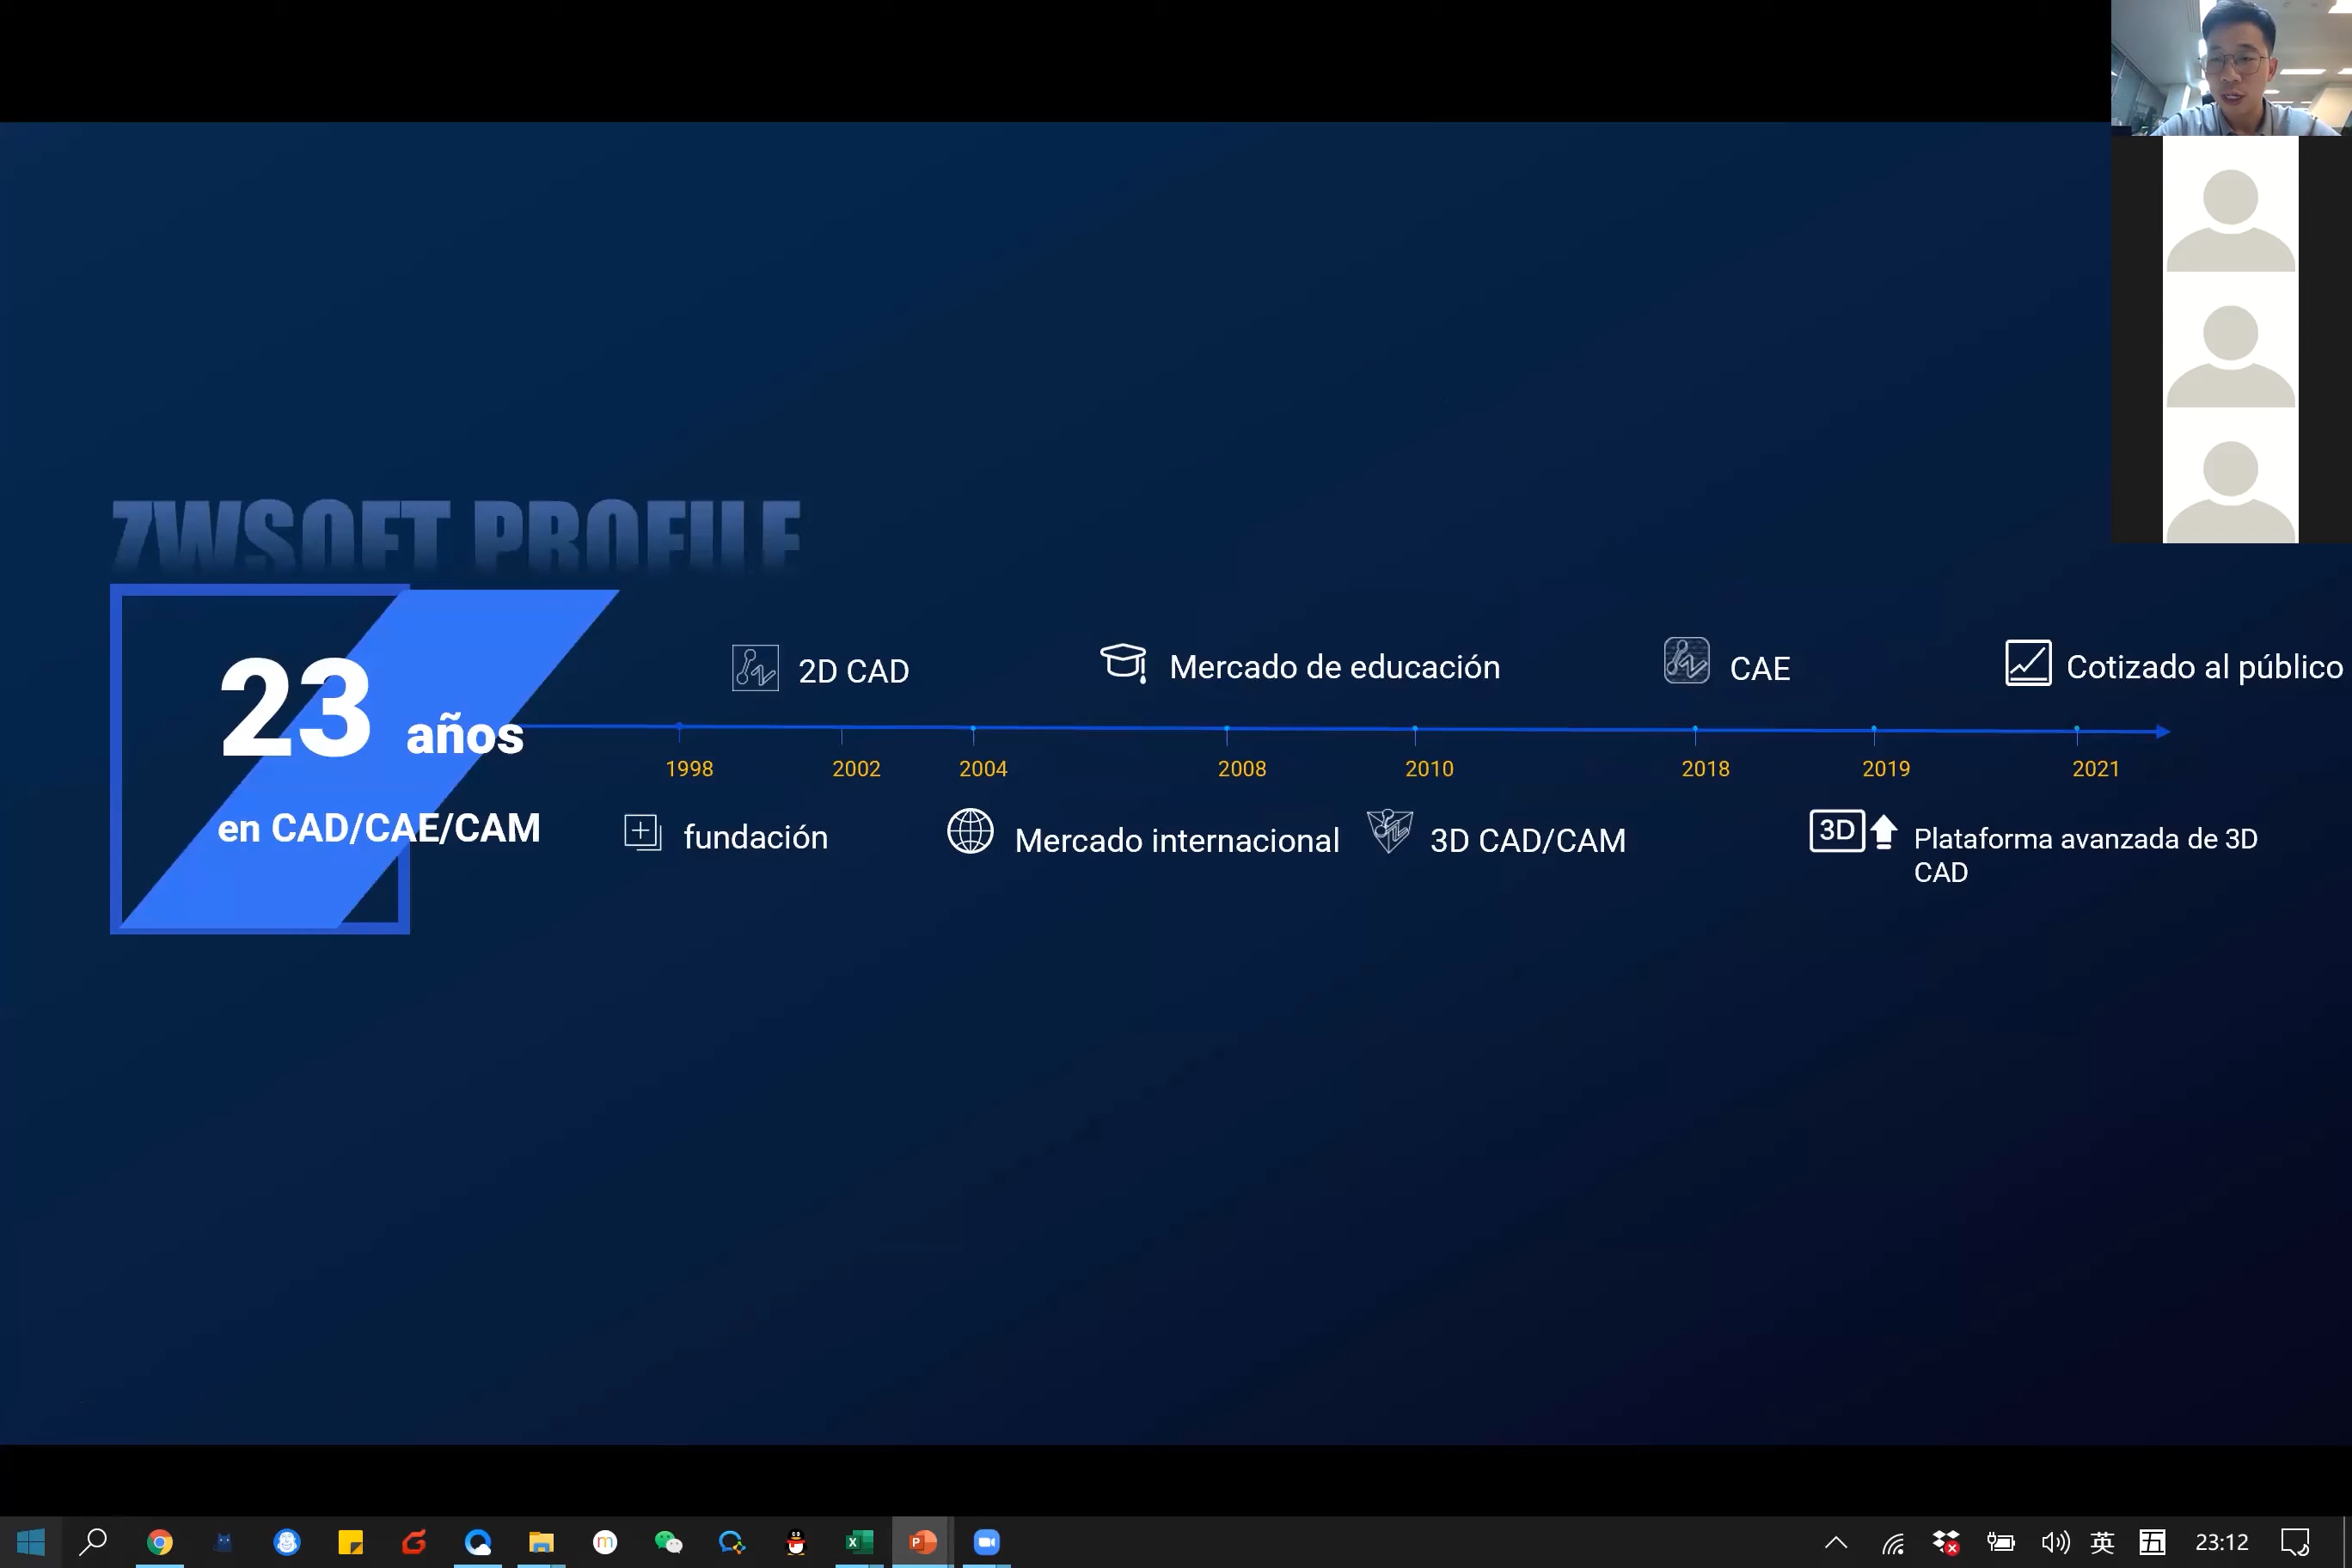 ZWSOFT PROFILE
23 años
en CAD/CAE/CAM
2D CAD
Mercado de educación
CAE
Cotizado al público
1998
2002
2004
2008
2010
2018
2019
2021
fundación
Mercado internacional
3D CAD/CAM
3D
Plataforma avanzada de 3D
CAD
英
五
23:12